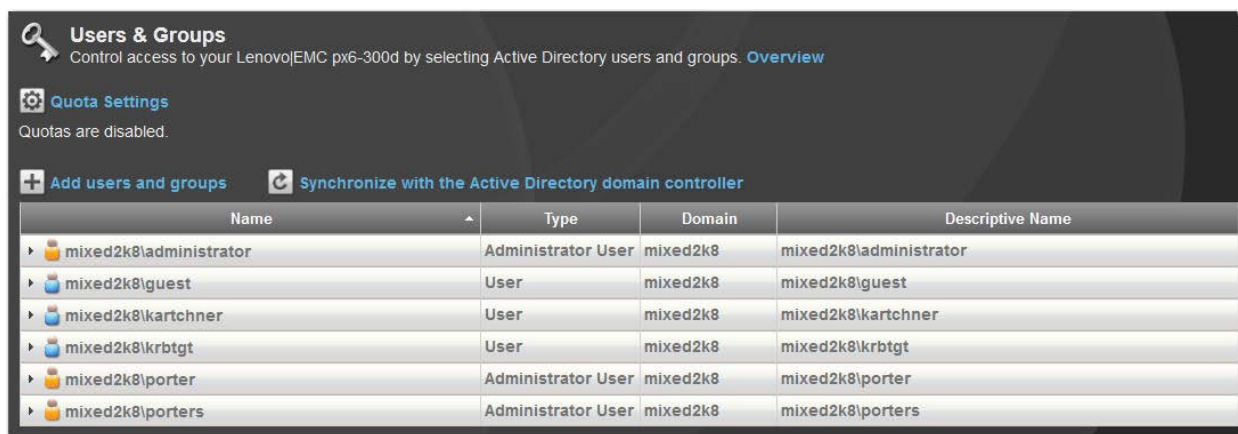 Users & Groups
Control access to your Lenovo|EMC px6-300d by selecting Active Directory users and groups. Overview
Quota Settings
Quotas are disabled.
Add users and groups Synchronize with the Active Directory domain controller
Name Type Domain Descriptive Name
mixed2k8\administrator Administrator User mixed2k8 mixed2k8\administrator
mixed2k8\guest User mixed2k8 mixed2k8\guest
mixed2k8\kartchner User mixed2k8 mixed2k8\kartchner
mixed2k8\krbtgt User mixed2k8 mixed2k8\krbtgt
mixed2k8\porter Administrator User mixed2k8 mixed2k8\porter
mixed2k8\porters Administrator User mixed2k8 mixed2k8\porters